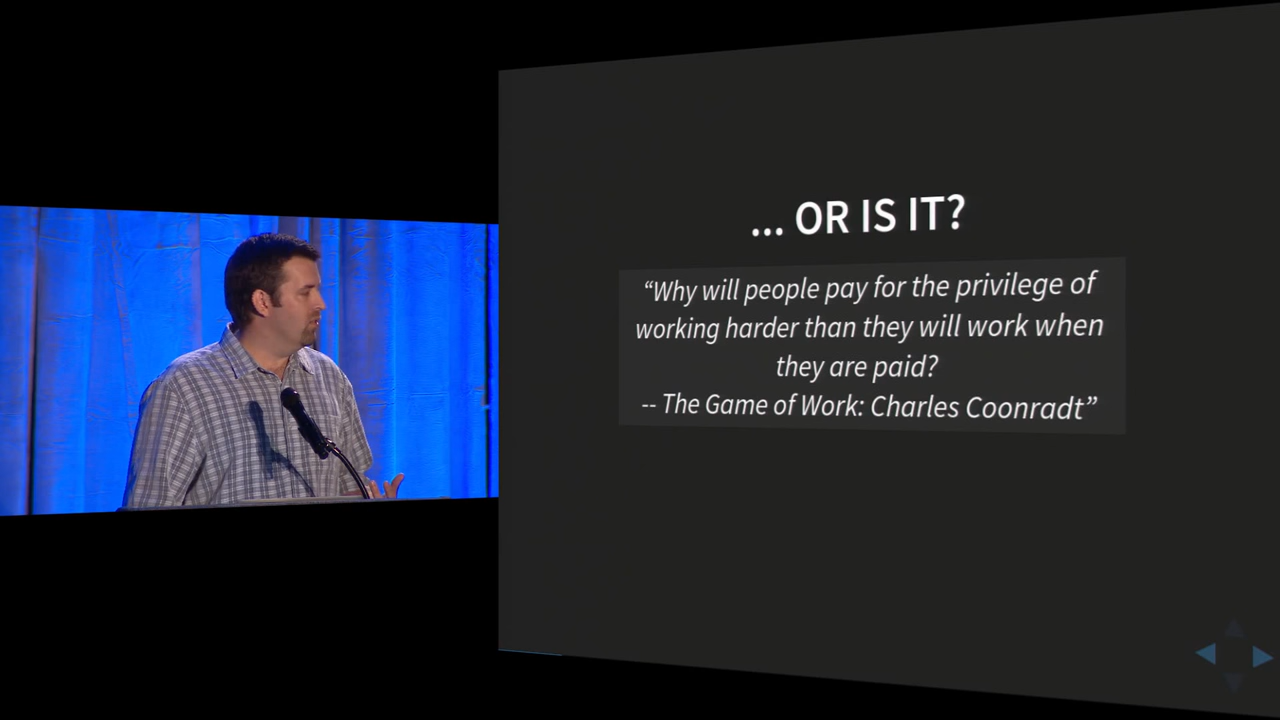 ... OR IS IT?
“Why will people pay for the privilege of
working harder than they will work when
they are paid?
-- The Game of Work: Charles Coonradt”